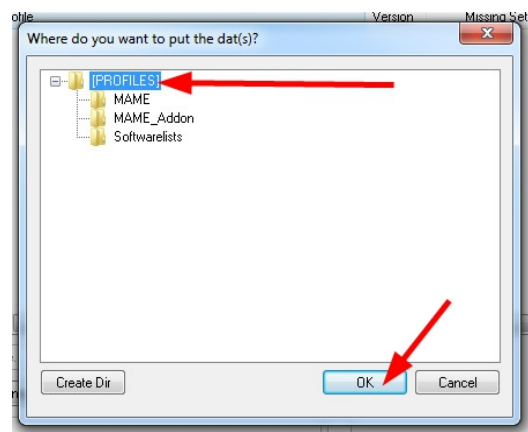 Version Missing Set
Where do you want to put the dat(s)?
[PROFILES]
MAME
MAME_Addon
Softwarelists
Create Dir
OK
Cancel